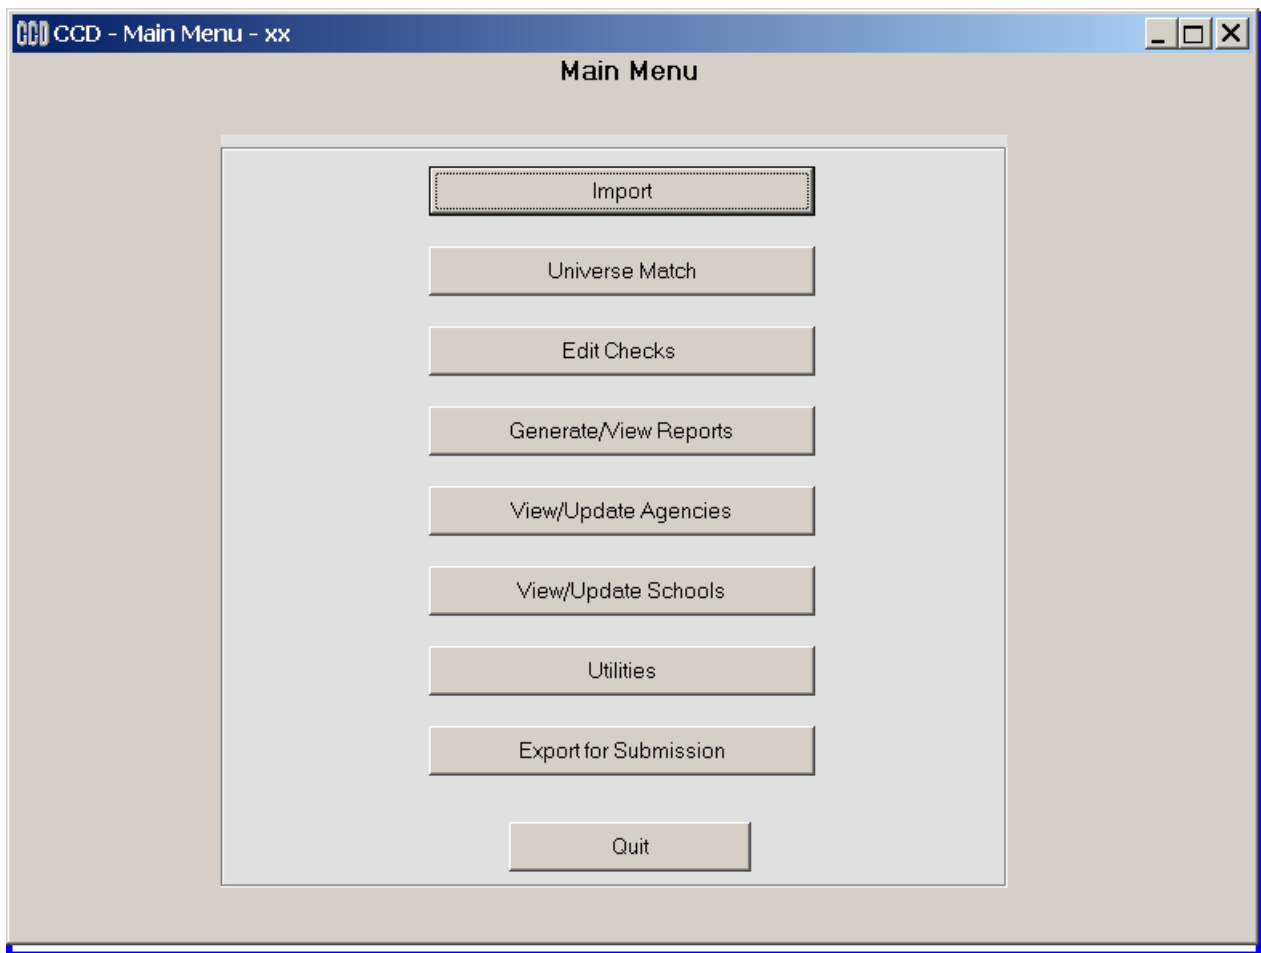 CCD CCD - Main Menu - xx
Main Menu
Import
Universe Match
Edit Checks
Generate/View Reports
View/Update Agencies
View/Update Schools
Utilities
Export for Submission
Quit